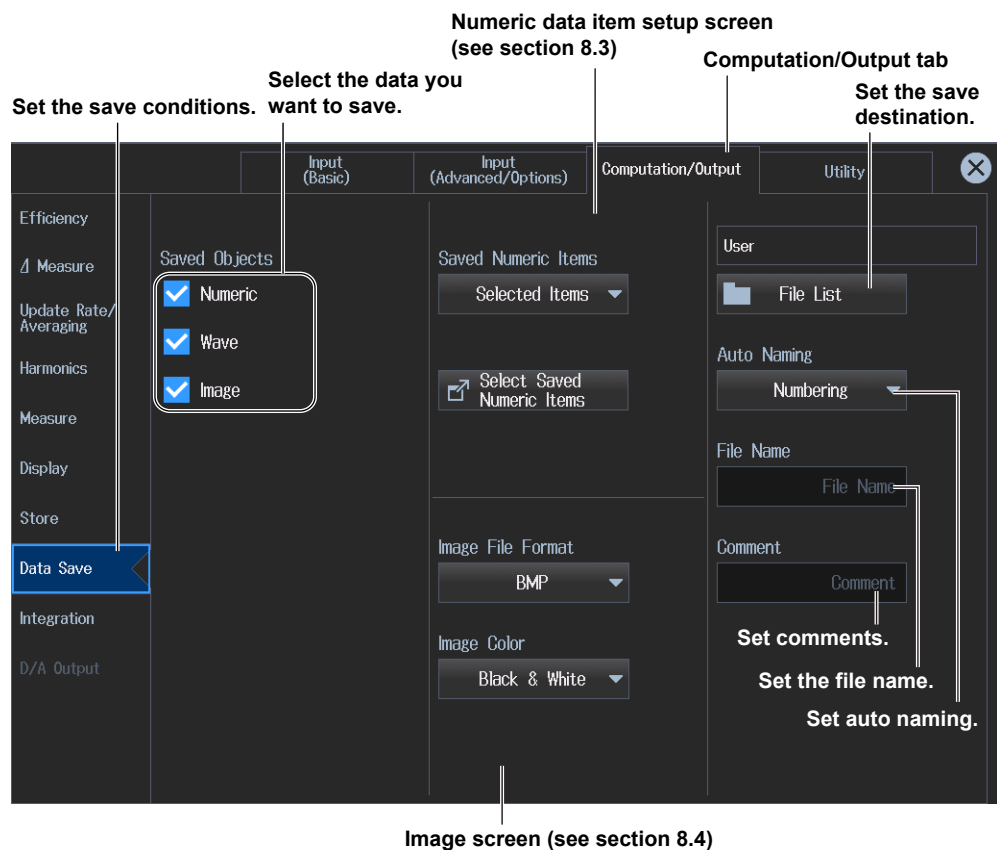 Numeric data item setup screen
(see section 8.3)
Computation/Output tab
Select the data you
want to save.
Set the save
destination.
Set the save conditions.
Input
(Basic)
Input
(Advanced/Options)
Computation/Output
Utility
Efficiency
⊿ Measure
Update Rate/
Averaging
Harmonics
Measure
Display
Store
Data Save
Integration
D/A Output
Saved Objects
Numeric
Wave
Image
Saved Numeric Items
Selected Items
Select Saved
Numeric Items
Image File Format
BMP
Image Color
Black & White
User
File List
Auto Naming
Numbering
File Name
File Name
Comment
Comment
Set comments.
Set the file name.
Set auto naming.
Image screen (see section 8.4)